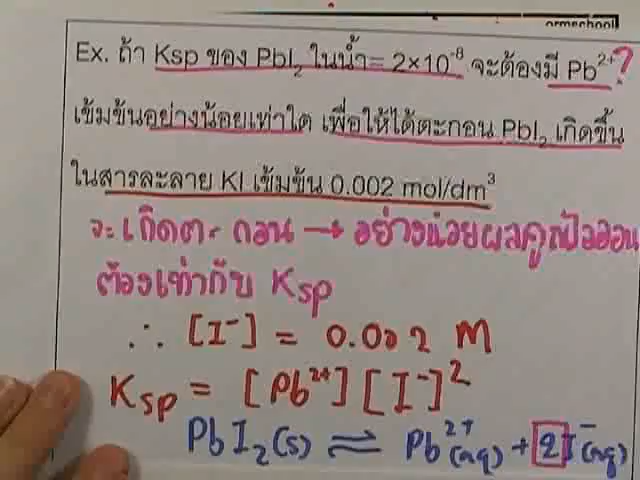 ormschool
Ex. ถ้า Ksp ของ PbI₂ ในน้ำ = 2×10⁻⁸ จะต้องมี Pb²⁺ ?
เข้มข้นอย่างน้อยเท่าใด เพื่อให้ได้ตะกอน PbI₂ เกิดขึ้น
ในสารละลาย KI เข้มข้น 0.002 mol/dm³
จะเกิดตะกอน → อย่างน้อยผลคูณไอออน
ต้องเท่ากับ Ksp
∴ [I⁻] = 0.002 M
Ksp = [Pb²⁺][I⁻]²
PbI₂(s) ⇌ Pb²⁺(aq) + 2I⁻(aq)